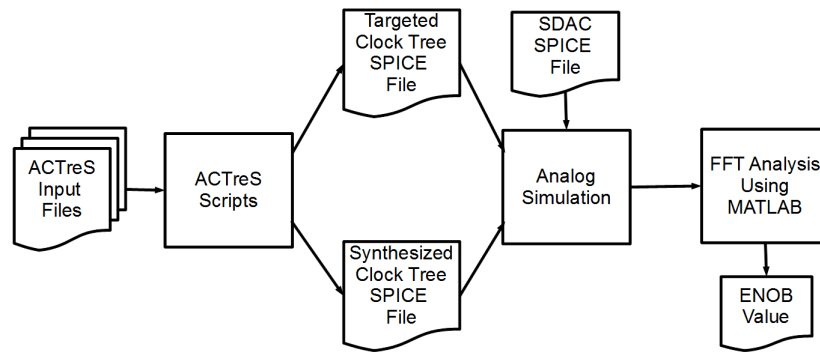 ACTreS
Input
Files
ACTreS
Scripts
Targeted
Clock Tree
SPICE
File
Synthesized
Clock Tree
SPICE
File
SDAC
SPICE
File
Analog
Simulation
FFT Analysis
Using
MATLAB
ENOB
Value